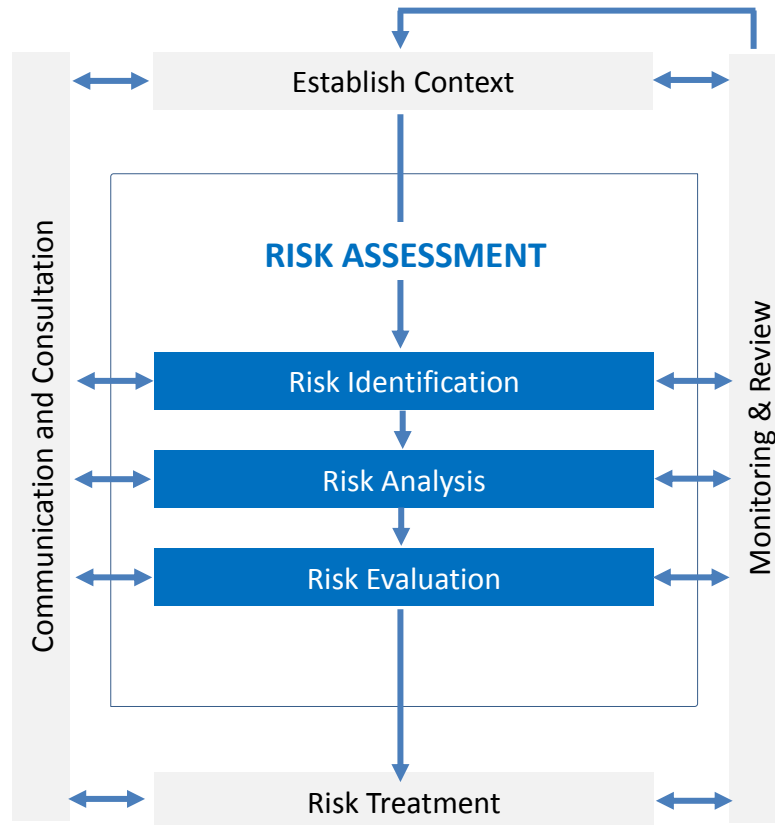 Establish Context
Communication and Consultation
RISK ASSESSMENT
Risk Identification
Risk Analysis
Risk Evaluation
Monitoring & Review
Risk Treatment